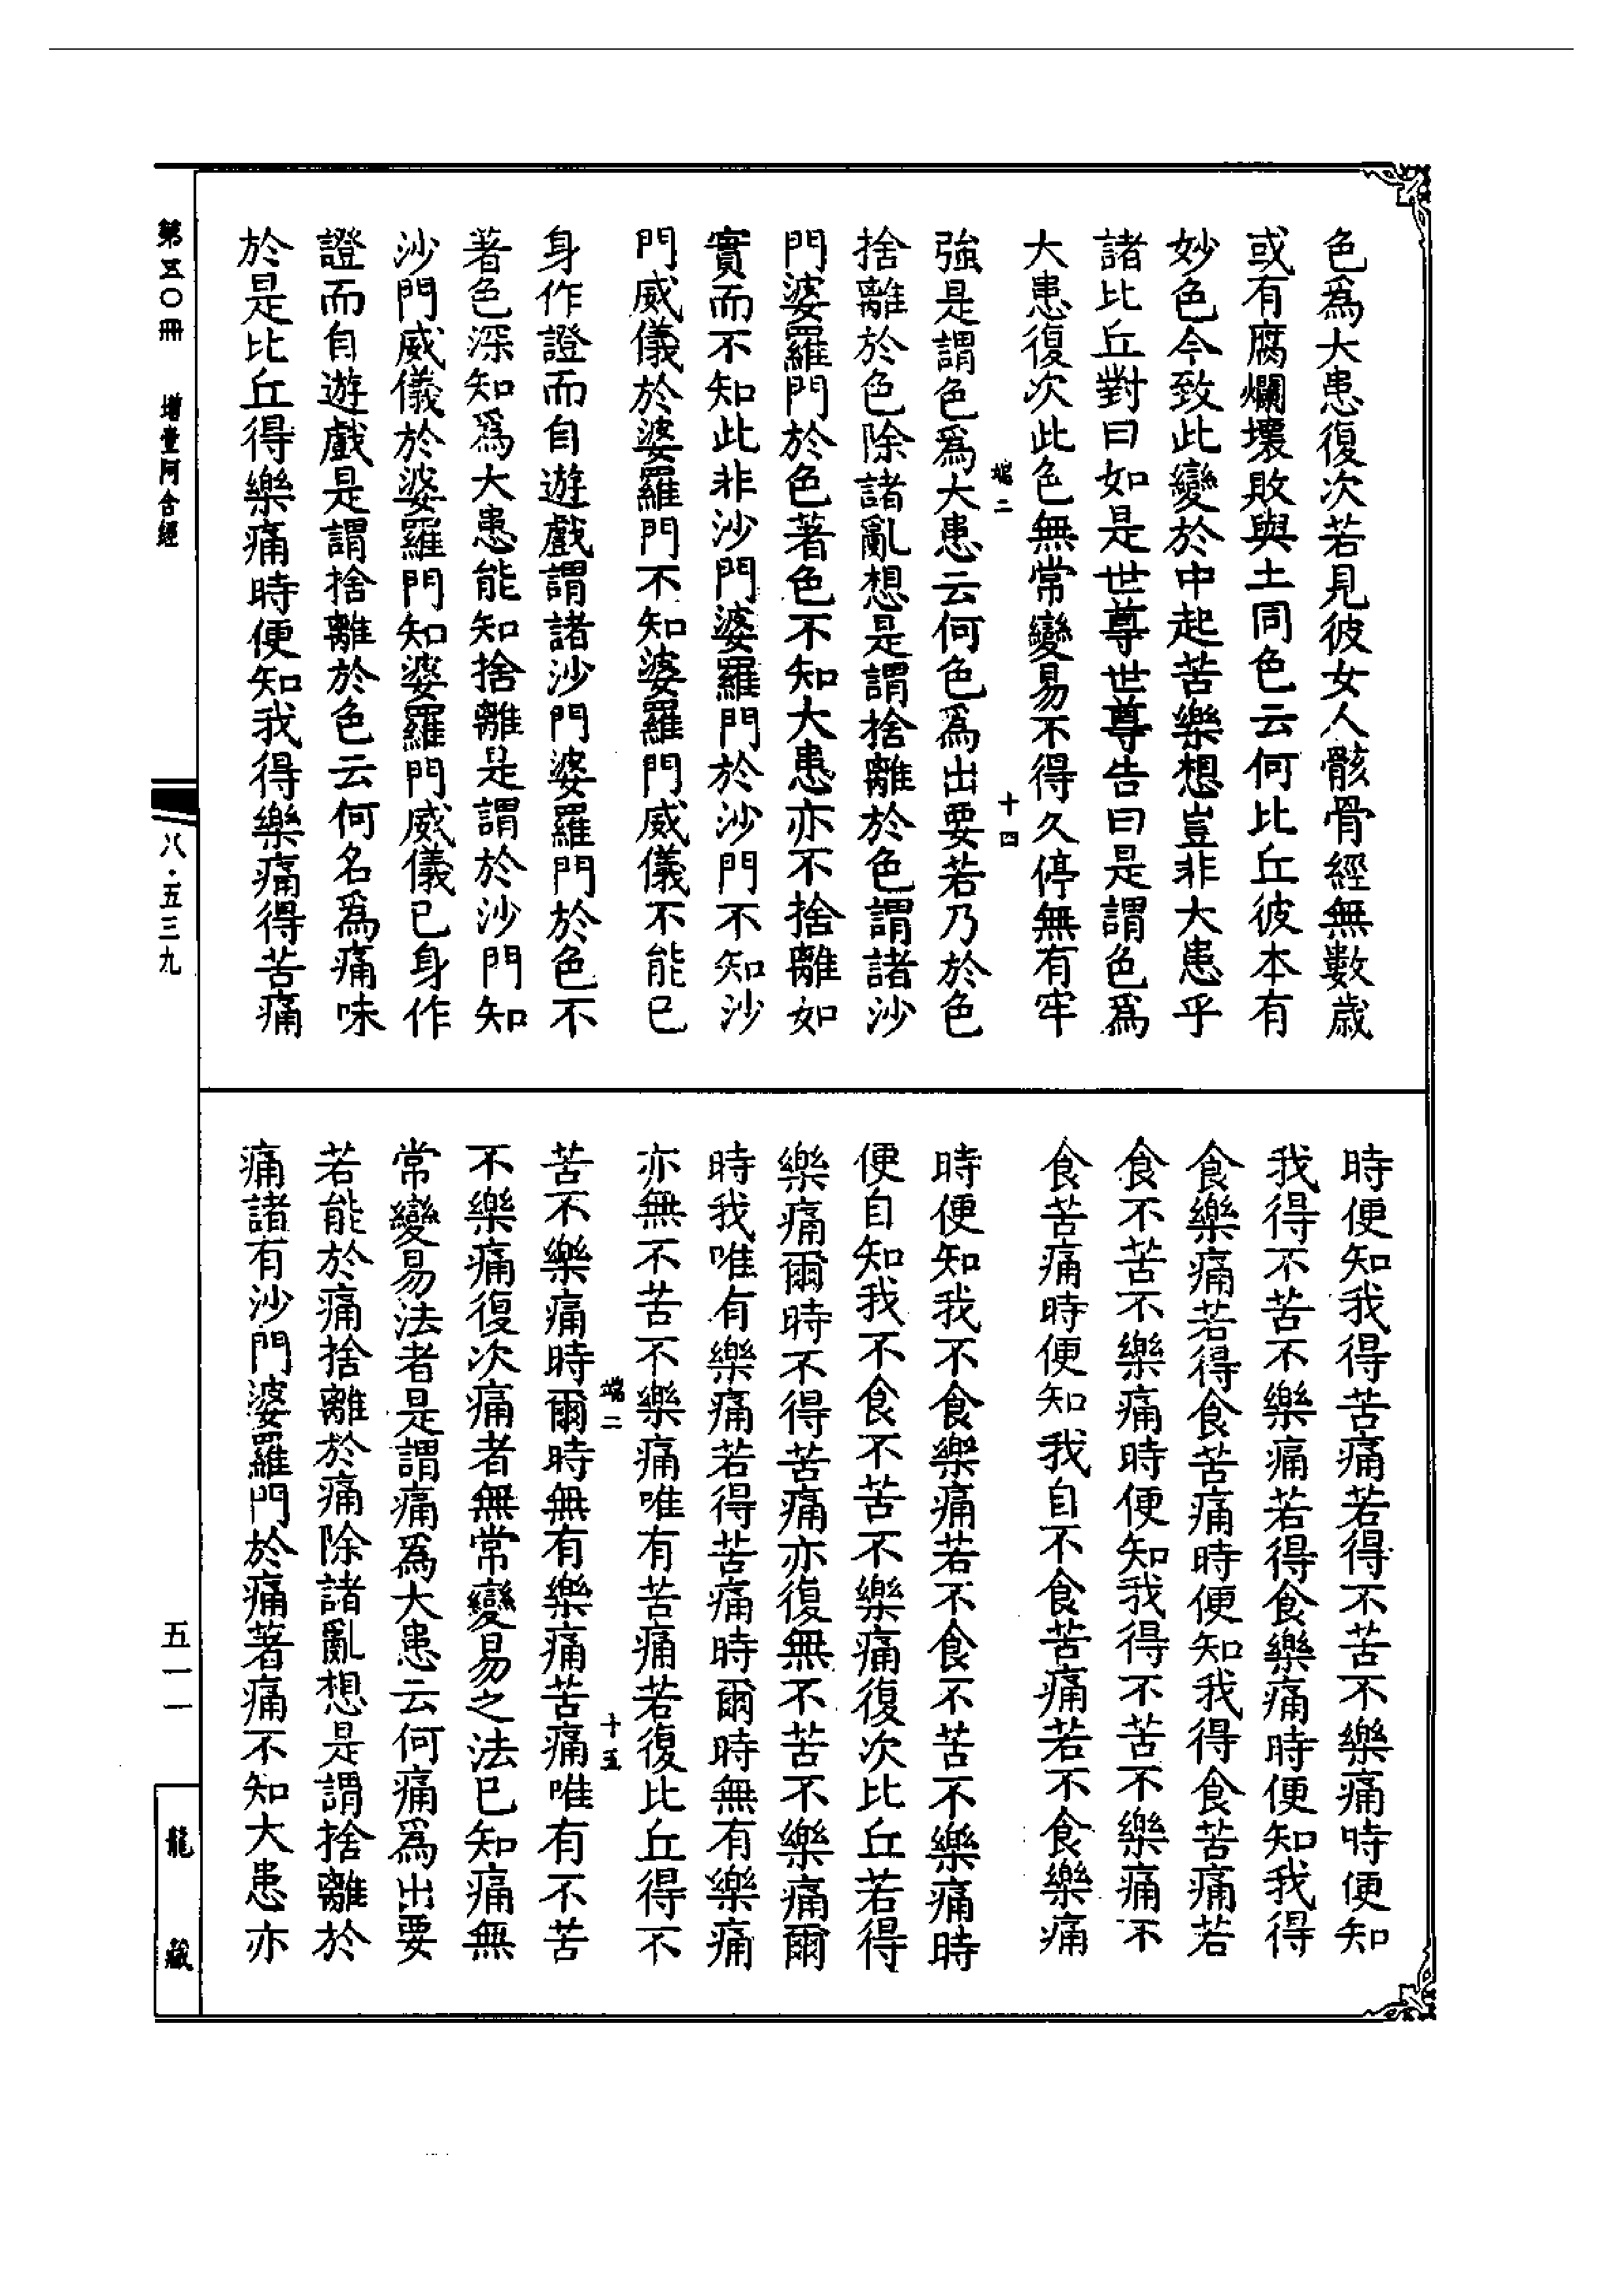 色爲大患復次若見彼女人骸骨經無數歲
或有腐爛壞敗與土同色云何比丘彼本有
妙色今致此變於中起苦樂想豈非大患乎
諸比丘對曰如是世尊世尊告曰是謂色爲
大患復次此色無常變易不得久停無有牢
端二 十四
強是謂色爲大患云何色爲出要若乃於色
捨離於色除諸亂想是謂捨離於色謂諸沙
門婆羅門於色著色不知大患亦不捨離如
實而不知此非沙門婆羅門於沙門不知沙
門威儀於婆羅門不知婆羅門威儀不能已
身作證而自遊戲謂諸沙門婆羅門於色不
著色深知爲大患能知捨離是謂於沙門知
沙門威儀於婆羅門知婆羅門威儀已身作
證而自遊戲是謂捨離於色云何名爲痛味
於是比丘得樂痛時便知我得樂痛得苦痛
時便知我得苦痛若得不苦不樂痛時便知
我得不苦不樂痛若得食樂痛時便知我得
食樂痛若得食苦痛時便知我得食苦痛若
食不苦不樂痛時便知我得不苦不樂痛不
食苦痛時便知我自不食苦痛若不食樂痛
時便知我不食樂痛若不食不苦不樂痛時
便自知我不食不苦不樂痛復次比丘若得
樂痛爾時不得苦痛亦復無不苦不樂痛爾
時我唯有樂痛若得苦痛時爾時無有樂痛
亦無不苦不樂痛唯有苦痛若復比丘得不
端二 十五
苦不樂痛時爾時無有樂痛苦痛唯有不苦
不樂痛復次痛者無常變易之法已知痛無
常變易法者是謂痛爲大患云何痛爲出要
若能於痛捨離於痛除諸亂想是謂捨離於
痛諸有沙門婆羅門於痛著痛不知大患亦
第五〇冊 增壹阿含經
八·五三九
五一一
龍藏